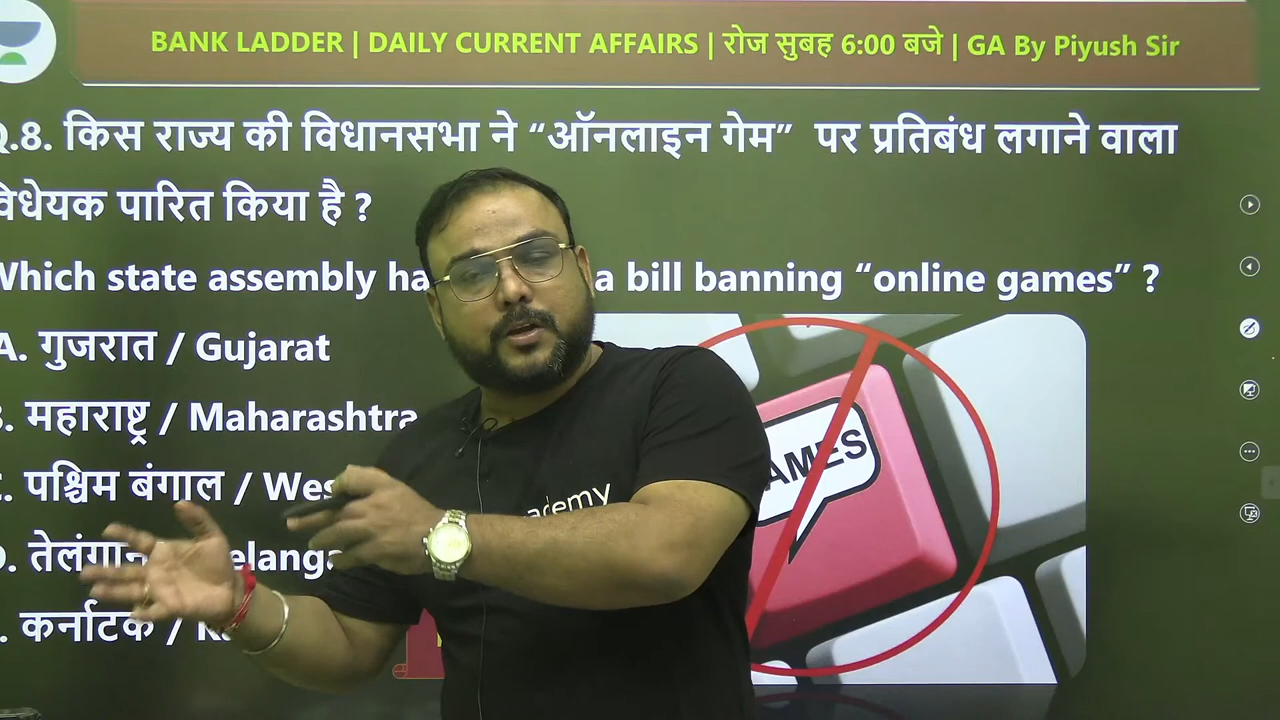 BANK LADDER | DAILY CURRENT AFFAIRS | रोज सुबह 6:00 बजे | GA By Piyush Sir
Q.8. किस राज्य की विधानसभा ने “ऑनलाइन गेम” पर प्रतिबंध लगाने वाला
विधेयक पारित किया है ?
Which state assembly ha a bill banning “online games” ?
A. गुजरात / Gujarat
. महाराष्ट्र / Maharashtra
. पश्चिम बंगाल / Wes
. तेलंगान elanga
. कर्नाटक /
AMES
ademy